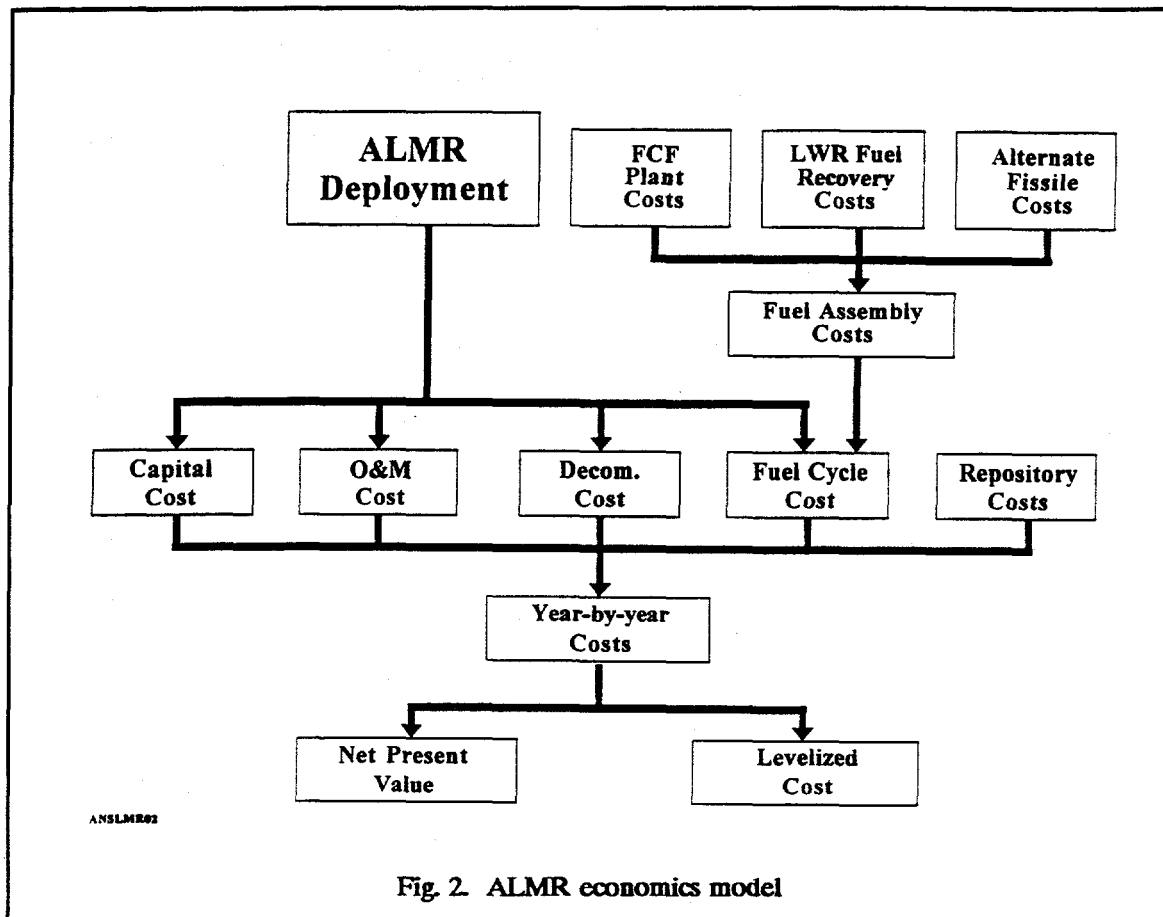 ALMR
Deployment
FCF
Plant
Costs
LWR Fuel
Recovery
Costs
Alternate
Fissile
Costs
Fuel Assembly
Costs
Capital
Cost
O&M
Cost
Decom.
Cost
Fuel Cycle
Cost
Repository
Costs
Year-by-year
Costs
Net Present
Value
Levelized
Cost
ANSLMR02
Fig. 2. ALMR economics model